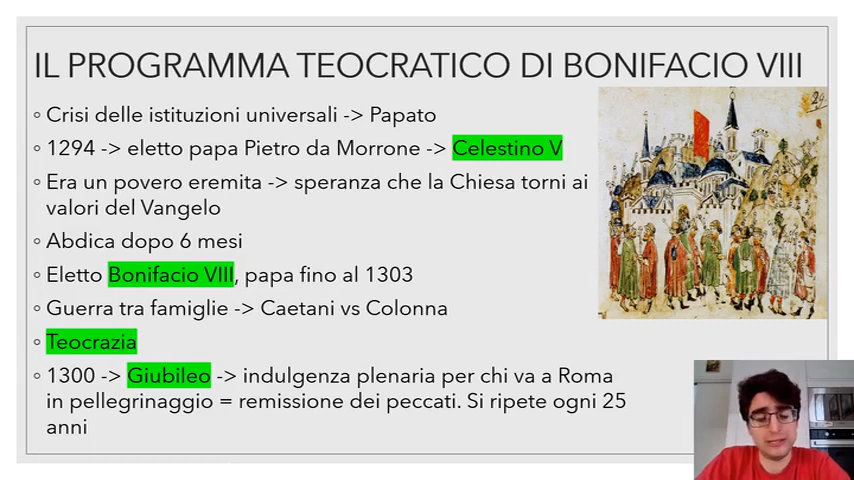 IL PROGRAMMA TEOCRATICO DI BONIFACIO VIII
◦ Crisi delle istituzioni universali -> Papato
◦ 1294 -> eletto papa Pietro da Morrone -> Celestino V
◦ Era un povero eremita -> speranza che la Chiesa torni ai
valori del Vangelo
◦ Abdica dopo 6 mesi
◦ Eletto Bonifacio VIII, papa fino al 1303
◦ Guerra tra famiglie -> Caetani vs Colonna
◦ Teocrazia
◦ 1300 -> Giubileo -> indulgenza plenaria per chi va a Roma
in pellegrinaggio = remissione dei peccati. Si ripete ogni 25
anni